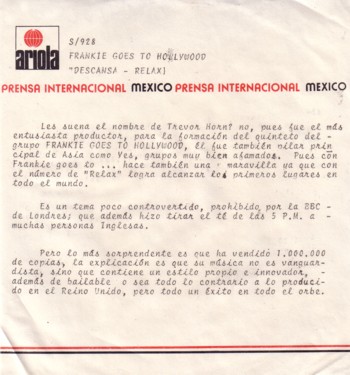 S/928
ariola
FRANKIE GOES TO HOLLYWOOD
"DESCANSA - RELAX)
PRENSA INTERNACIONAL MEXICO PRENSA INTERNACIONAL MEXICO
Les suena el nombre de Trevor Horn? no, pues fue el más
entusiasta productor, para la formación del quinteto del -
grupo FRANKIE GOES TO HOLLYWOOD, él fue también pilar prin
cipal de Asia como Yes, grupos muy bien afamados. Pues con
Frankie goes to ... hace también una maravilla ya que con
el número de "Relax" logra alcanzar los primeros lugares en
todo el mundo.
Es un tema poco controvertido, prohibido, por la BBC -
de Londres; que además hizo tirar el té de lás 5 P.M. a -
muchas personas Inglesas.
Pero lo más sorprendente es que ha vendido 1.000.000
de copias, la explicación es que su música no es vanguar-
dista, sino que contiene un estilo propio e innovador, -
además de bailable o sea todo lo contrario a lo produci-
do en el Reino Unido, pero todo un Exito en todo el orbe.